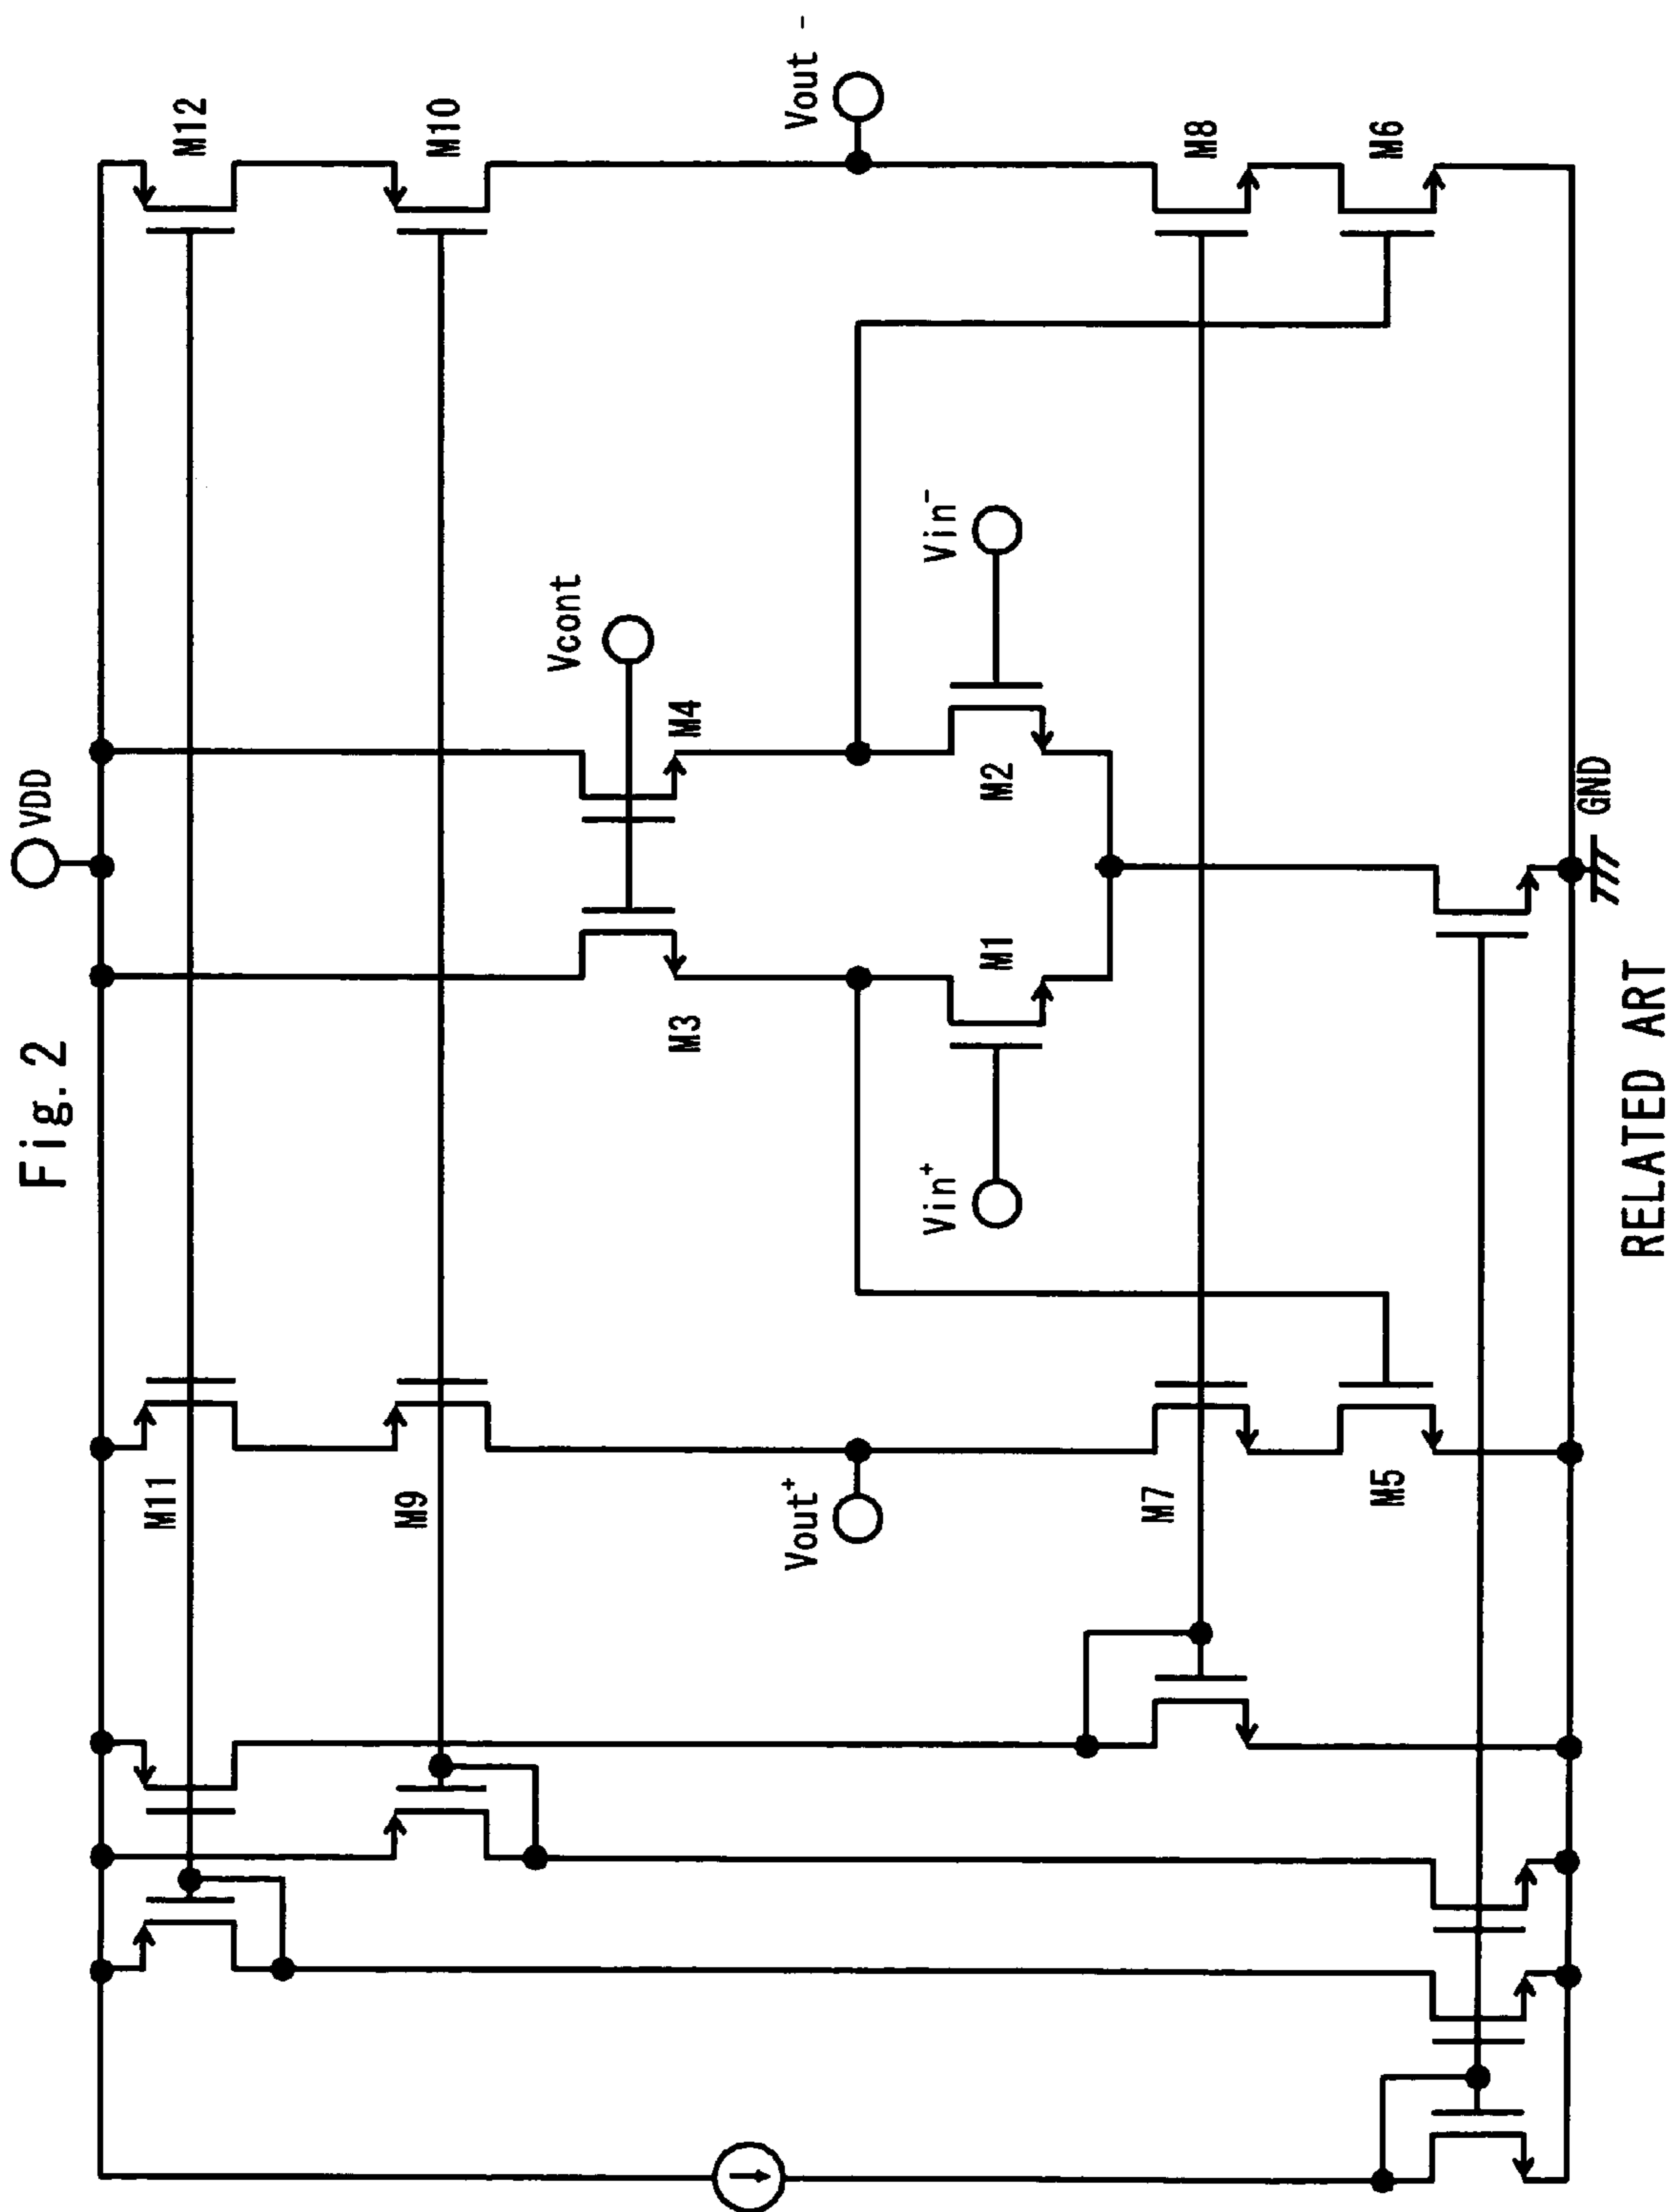 Fig.2
VDD
M11
M12
M9
M10
Vcont
M3
M4
Vout+
Vout -
Vin+
Vin-
M1
M2
M7
M8
M5
M6
GND
RELATED ART